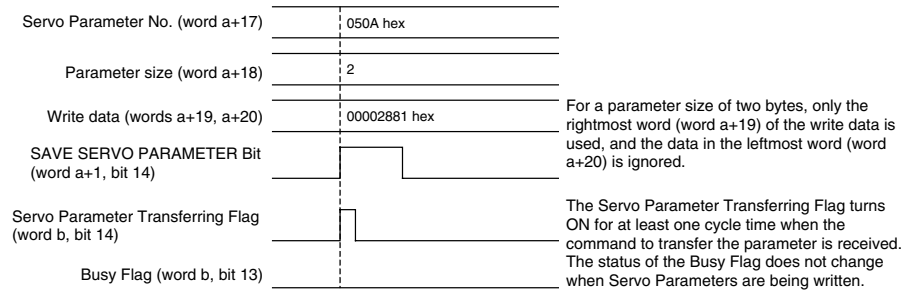 Servo Parameter No. (word a+17)
050A hex
Parameter size (word a+18)
2
Write data (words a+19, a+20)
00002881 hex
For a parameter size of two bytes, only the
rightmost word (word a+19) of the write data is
used, and the data in the leftmost word (word
a+20) is ignored.
SAVE SERVO PARAMETER Bit
(word a+1, bit 14)
Servo Parameter Transferring Flag
(word b, bit 14)
The Servo Parameter Transferring Flag turns
ON for at least one cycle time when the
command to transfer the parameter is received.
The status of the Busy Flag does not change
when Servo Parameters are being written.
Busy Flag (word b, bit 13)